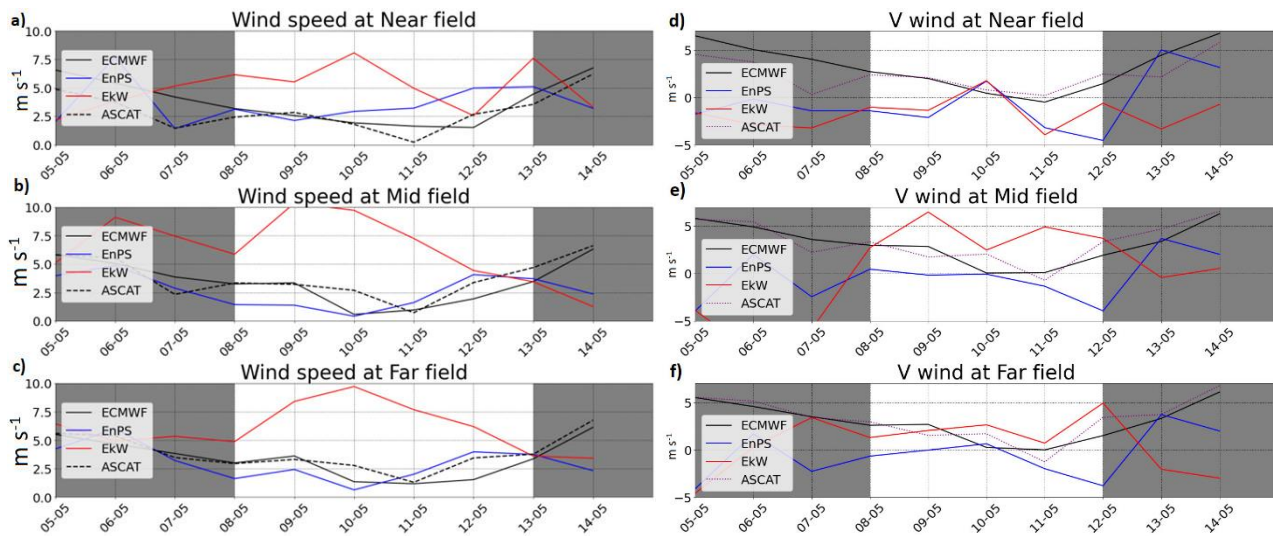 a)
Wind speed at Near field
10.0
7.5
5.0
2.5
0.0
m s⁻¹
ECMWF
EnPS
EkW
ASCAT
05-05
06-05
07-05
08-05
09-05
10-05
11-05
12-05
13-05
14-05
b)
Wind speed at Mid field
10.0
7.5
5.0
2.5
0.0
m s⁻¹
ECMWF
EnPS
EkW
ASCAT
05-05
06-05
07-05
08-05
09-05
10-05
11-05
12-05
13-05
14-05
c)
Wind speed at Far field
10.0
7.5
5.0
2.5
0.0
m s⁻¹
ECMWF
EnPS
EkW
ASCAT
05-05
06-05
07-05
08-05
09-05
10-05
11-05
12-05
13-05
14-05
d)
V wind at Near field
5
0
−5
m s⁻¹
ECMWF
EnPS
EkW
ASCAT
05-05
06-05
07-05
08-05
09-05
10-05
11-05
12-05
13-05
14-05
e)
V wind at Mid field
5
0
−5
m s⁻¹
ECMWF
EnPS
EkW
ASCAT
05-05
06-05
07-05
08-05
09-05
10-05
11-05
12-05
13-05
14-05
f)
V wind at Far field
5
0
−5
m s⁻¹
ECMWF
EnPS
EkW
ASCAT
05-05
06-05
07-05
08-05
09-05
10-05
11-05
12-05
13-05
14-05